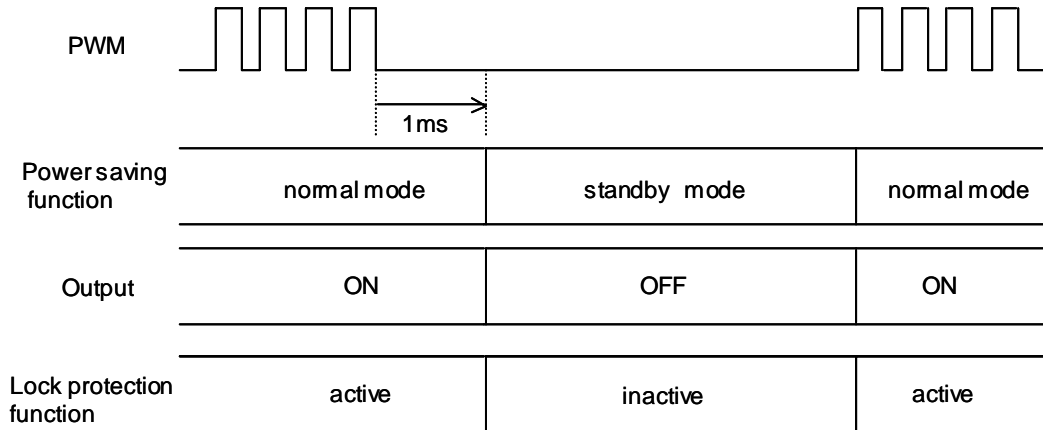 PWM
1ms
Power saving
function
normal mode
standby mode
normal mode
Output
ON
OFF
ON
Lock protection
function
active
inactive
active